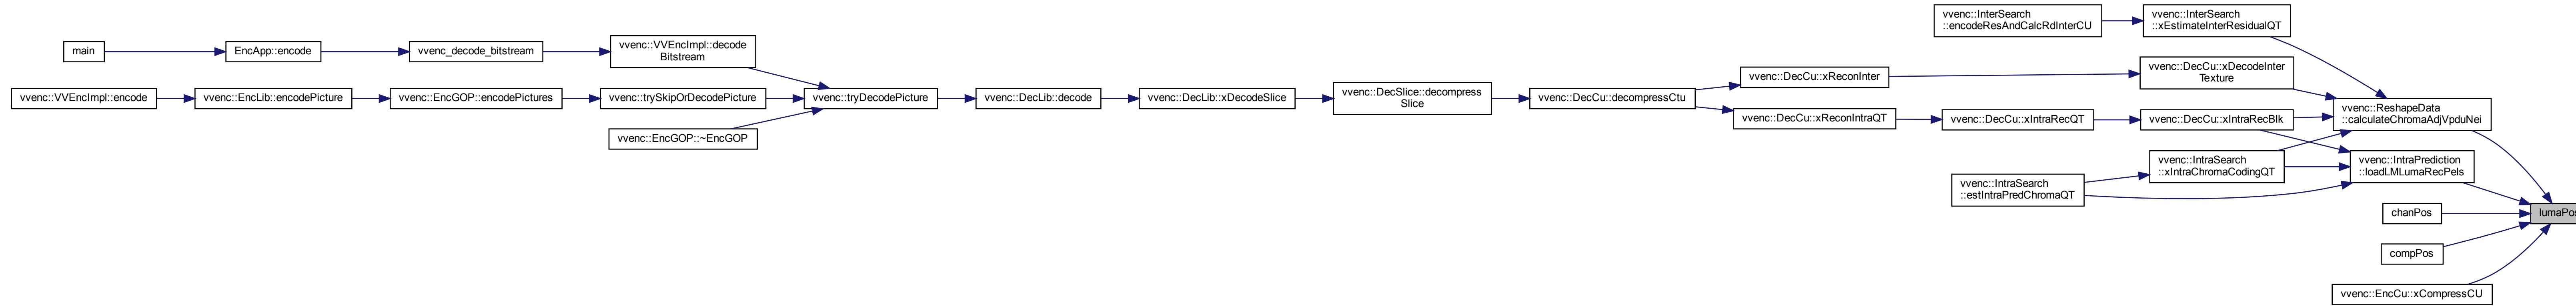 main
EncApp::encode
vvenc_decode_bitstream
vvenc::VVEncImpl::decode
Bitstream
vvenc::VVEncImpl::encode
vvenc::EncLib::encodePicture
vvenc::EncGOP::encodePictures
vvenc::trySkipOrDecodePicture
vvenc::EncGOP::~EncGOP
vvenc::tryDecodePicture
vvenc::DecLib::decode
vvenc::DecLib::xDecodeSlice
vvenc::DecSlice::decompress
Slice
vvenc::DecCu::decompressCtu
vvenc::DecCu::xReconInter
vvenc::DecCu::xReconIntraQT
vvenc::InterSearch
::encodeResAndCalcRdInterCU
vvenc::InterSearch
::xEstimateInterResidualQT
vvenc::DecCu::xDecodeInter
Texture
vvenc::DecCu::xIntraRecQT
vvenc::DecCu::xIntraRecBlk
vvenc::ReshapeData
::calculateChromaAdjVpduNei
vvenc::IntraSearch
::estIntraPredChromaQT
vvenc::IntraSearch
::xIntraChromaCodingQT
vvenc::IntraPrediction
::loadLMLumaRecPels
chanPos
compPos
vvenc::EncCu::xCompressCU
lumaPos